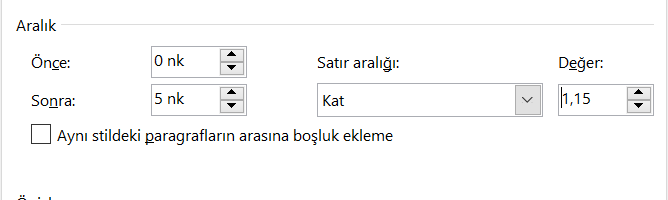 Aralık
Önce: 0 nk Satır aralığı: Değer:
Sonra: 5 nk Kat 1,15
Aynı stildeki paragrafların arasına boşluk ekleme